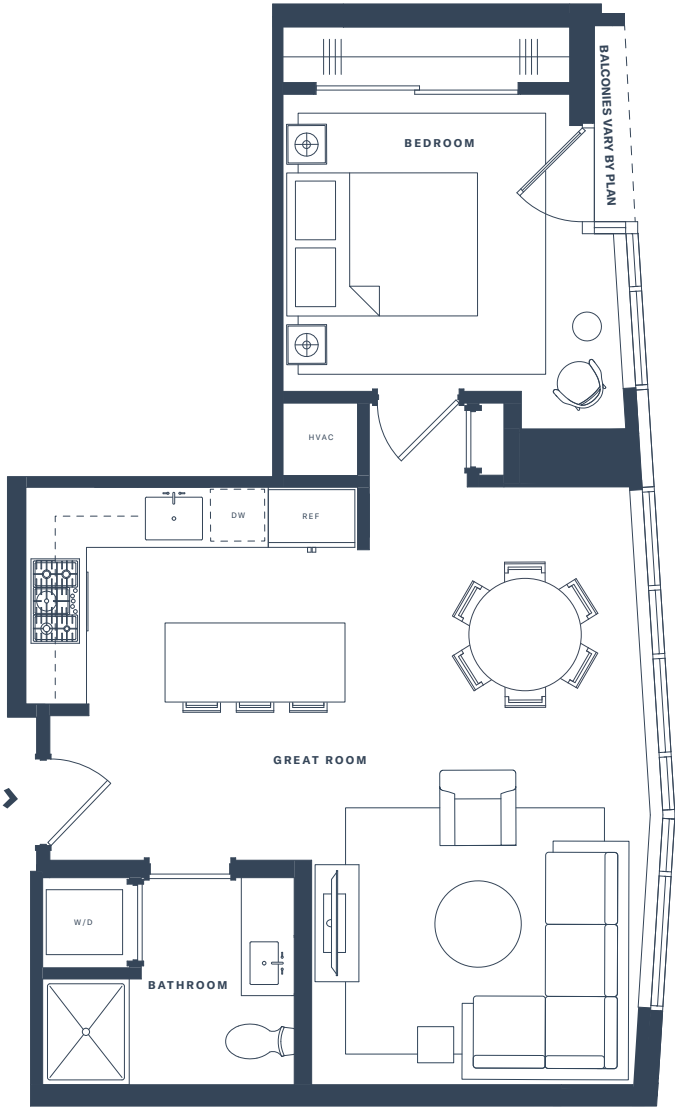 BALCONIES VARY BY PLAN
BEDROOM
HVAC
DW
REF
GREAT ROOM
W/D
BATHROOM